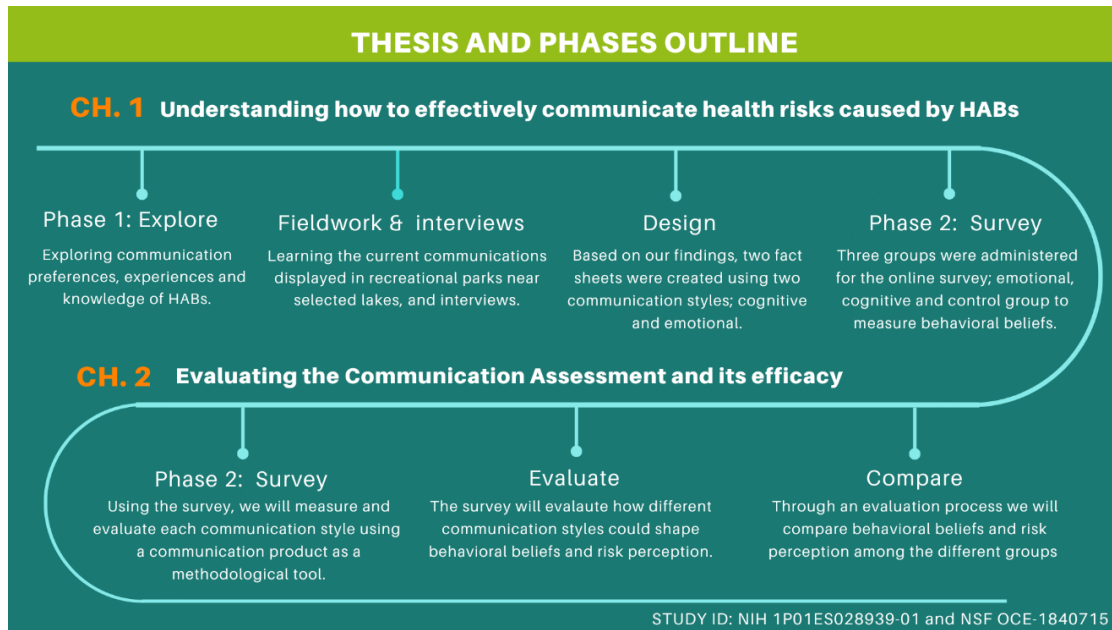 THESIS AND PHASES OUTLINE
CH. 1 Understanding how to effectively communicate health risks caused by HABs
Phase 1: Explore
Exploring communication
preferences, experiences and
knowledge of HABs.
Fieldwork & interviews
Learning the current communications
displayed in recreational parks near
selected lakes, and interviews.
Design
Based on our findings, two fact
sheets were created using two
communication styles; cognitive
and emotional.
Phase 2: Survey
Three groups were administered
for the online survey; emotional,
cognitive and control group to
measure behavioral beliefs.
CH. 2 Evaluating the Communication Assessment and its efficacy
Phase 2: Survey
Using the survey, we will measure and
evaluate each communication style using
a communication product as a
methodological tool.
Evaluate
The survey will evalaute how different
communication styles could shape
behavioral beliefs and risk perception.
Compare
Through an evaluation process we will
compare behavioral beliefs and risk
perception among the different groups
STUDY ID: NIH 1P01ES028939-01 and NSF OCE-1840715